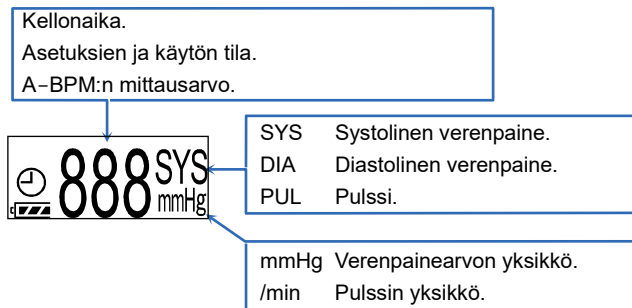 Kellonaika.
Asetuksien ja käytön tila.
A–BPM:n mittausarvo.
888 SYS
mmHg
SYS Systolinen verenpaine.
DIA Diastolinen verenpaine.
PUL Pulssi.
mmHg Verenpainearvon yksikkö.
/min Pulssin yksikkö.